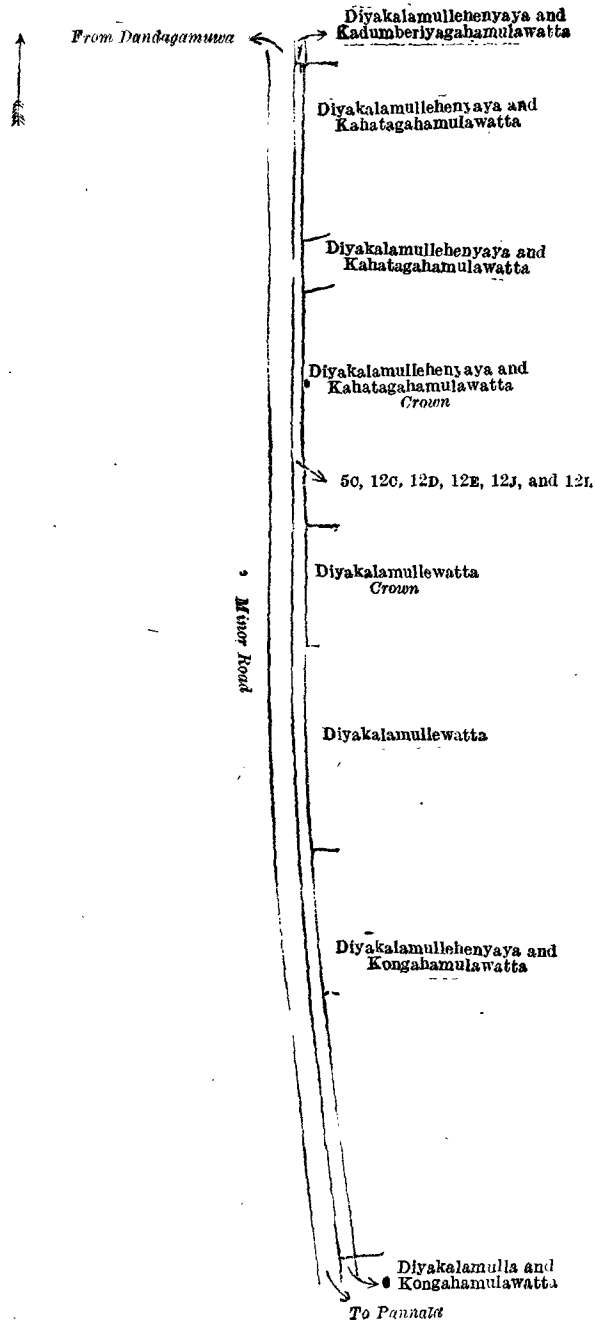 Diyakalamullehenyaya and
Kadumberiyagahamulawatta
From Dandagamuwa
Diyakalamullehenyaya and
Kahatagahamulawatta
Diyakalamullehenyaya and
Kahatagahamulawatta
Diyakalamullehenyaya and
Kahatagahamulawatta
Crown
5C, 12C, 12D, 12E, 12J, and 12L
Diyakalamullewatta
Crown
Minor Road
Diyakalamullewatta
Diyakalamullehenyaya and
Kongahamulawatta
Diyakalamulla and
Kongahamulawatta
To Pannala